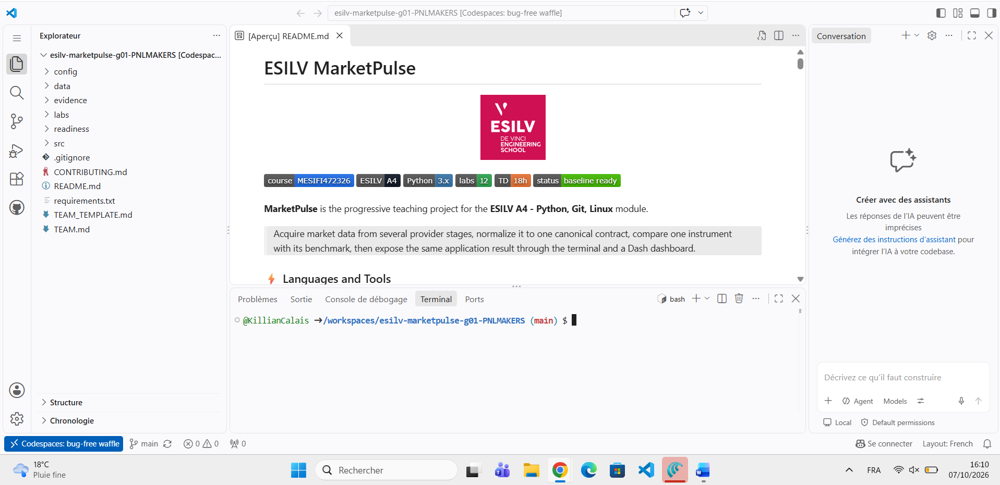 esilv-marketpulse-g01-PNLMAKERS [Codespaces: bug-free waffle]
Explorateur
esilv-marketpulse-g01-PNLMAKERS [Codespac...
config
data
evidence
labs
readiness
src
.gitignore
CONTRIBUTING.md
README.md
requirements.txt
TEAM_TEMPLATE.md
TEAM.md
Structure
Chronologie
[Aperçu] README.md
ESILV MarketPulse
ESILV
DE VINCI
ENGINEERING
SCHOOL
course MESIFI472326 ESILV A4 Python 3.x labs 12 TD 18h status baseline ready
MarketPulse is the progressive teaching project for the ESILV A4 - Python, Git, Linux module.
Acquire market data from several provider stages, normalize it to one canonical contract, compare one instrument
with its benchmark, then expose the same application result through the terminal and a Dash dashboard.
Languages and Tools
Problèmes Sortie Console de débogage Terminal Ports bash
@KillianCalais →/workspaces/esilv-marketpulse-g01-PNLMAKERS (main) $
Conversation
Créer avec des assistants
Les réponses de l'IA peuvent être
imprécises
Générez des instructions d'assistant pour
intégrer l'IA à votre codebase.
Décrivez ce qu'il faut construire
Agent Models
Local Default permissions
Codespaces: bug-free waffle main 0 0 0 Se connecter Layout: French
18°C
Pluie fine
Rechercher
FRA
16:10
07/10/2026